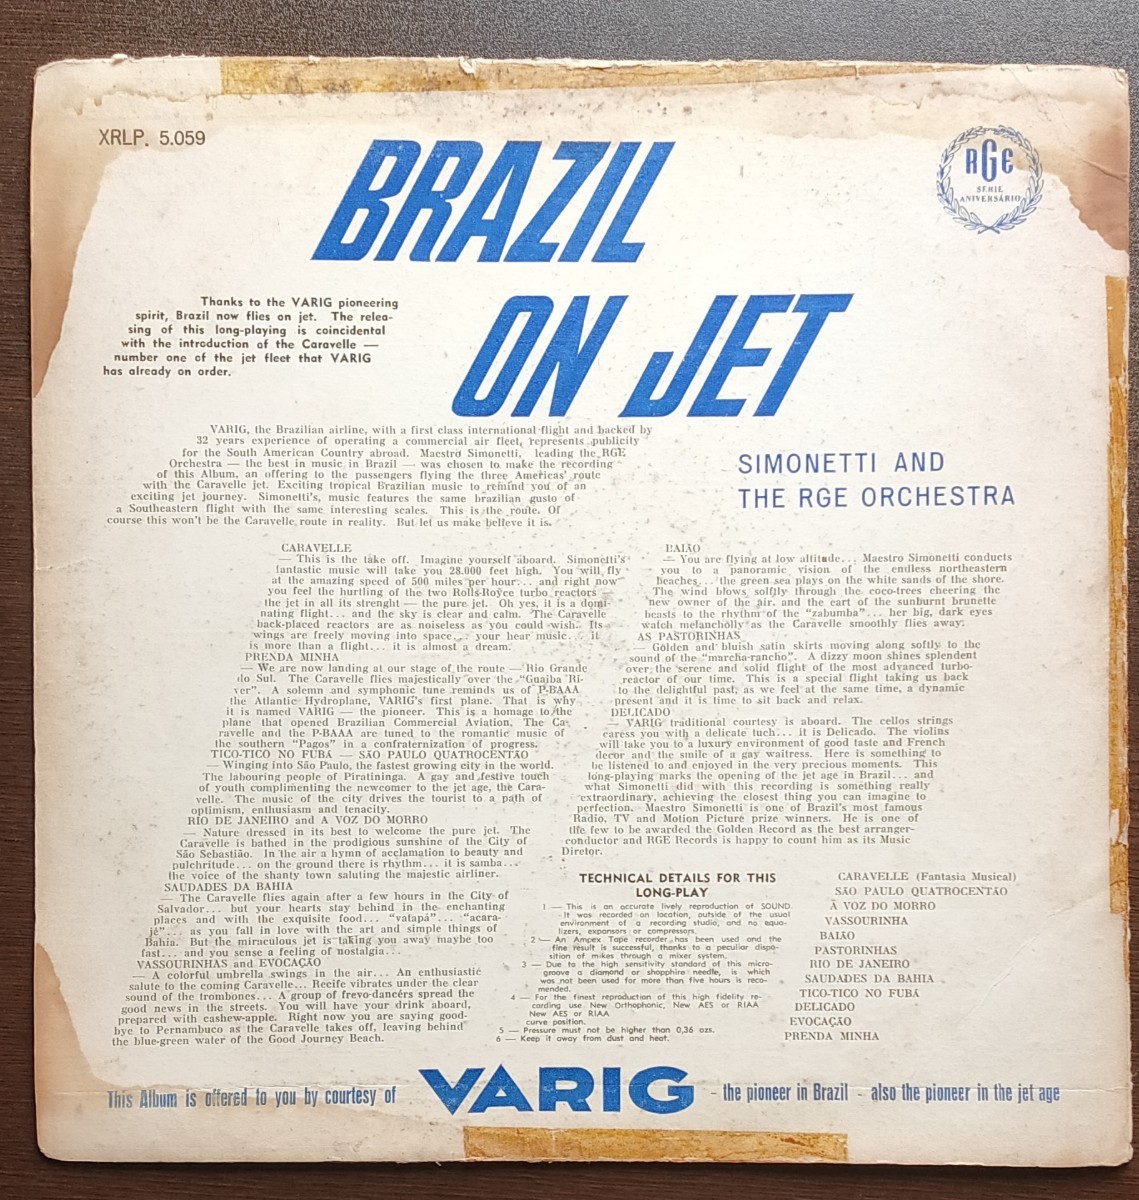 XRLP. 5.059
RGE
SÉRIE
ANIVERSÁRIO
BRAZIL
ON JET
Thanks to the VARIG pioneering
spirit, Brazil now flies on jet. The relea-
sing of this long-playing is coincidental
with the introduction of the Caravelle —
number one of the jet fleet that VARIG
has already on order.
SIMONETTI AND
THE RGE ORCHESTRA
VARIG, the Brazilian airline, with a first class international flight and backed by
32 years experience of operating a commercial air fleet, represents publicity
for the South American Country abroad. Maestro Simonetti, leading the RGE
Orchestra — the best in music in Brazil — was chosen to make the recording
of this Album, an offering to the passengers flying the three Americas' route
with the Caravelle jet. Exciting tropical Brazilian music to remind you of an
exciting jet journey. Simonetti's, music features the same brazilian gusto of
a Southeastern flight with the same interesting scales. This is the route. Of
course this won't be the Caravelle route in reality. But let us make believe it is.
CARAVELLE
— This is the take off. Imagine yourself aboard. Simonetti's
fantastic music will take you 28.000 feet high. You will fly
at the amazing speed of 500 miles per hour... and right now
you feel the hurtling of the two Rolls-Royce turbo reactors
the jet in all its strenght — the pure jet. Oh yes, it is a domi-
nating flight... and the sky is clear and calm. The Caravelle
back-placed reactors are as noiseless as you could wish. Its
wings are freely moving into space... your hear music... it
is more than a flight... it is almost a dream.
PRENDA MINHA
— We are now landing at our stage of the route — Rio Grande
do Sul. The Caravelle flies majestically over the "Guaiba Ri-
ver". A solemn and symphonic tune reminds us of P-BAAA
the Atlantic Hydroplane, VARIG's first plane. That is why
it is named VARIG — the pioneer. This is a homage to the
plane that opened Brazilian Commercial Aviation. The Ca-
ravelle and the P-BAAA are tuned to the romantic music of
the southern "Pagos" in a confraternization of progress.
TICO-TICO NO FUBÁ — SÃO PAULO QUATROCENTÃO
— Winging into São Paulo, the fastest growing city in the world.
The labouring people of Piratininga. A gay and festive touch
of youth complimenting the newcomer to the jet age, the Cara-
velle. The music of the city drives the tourist to a path of
optimism, enthusiasm and tenacity.
RIO DE JANEIRO and A VOZ DO MORRO
— Nature dressed in its best to welcome the pure jet. The
Caravelle is bathed in the prodigious sunshine of the City of
São Sebastião. In the air a hymn of acclamation to beauty and
pulchritude... on the ground there is rhythm... it is samba...
the voice of the shanty town saluting the majestic airliner.
SAUDADES DA BAHIA
— The Caravelle flies again after a few hours in the City of
Salvador... but your hearts stay behind in the enchanting
places and with the exquisite food... "vatapá"... "acara-
jé"... as you fall in love with the art and simple things of
Bahia. But the miraculous jet is taking you away maybe too
fast... and you sense a feeling of nostalgia...
VASSOURINHAS and EVOCAÇÃO
— A colorful umbrella swings in the air... An enthusiastic
salute to the coming Caravelle... Recife vibrates under the clear
sound of the trombones... A group of frevo-dancers spread the
good news in the streets. You will have your drink aboard,
prepared with cashew-apple. Right now you are saying good-
bye to Pernambuco as the Caravelle takes off, leaving behind
the blue-green water of the Good Journey Beach.
BAIÃO
— You are flying at low altitude... Maestro Simonetti conducts
you to a panoramic vision of the endless northeastern
beaches... the green sea plays on the white sands of the shore.
The wind blows softly through the coco-trees cheering the
new owner of the air, and the eart of the sunburnt brunette
beasts to the rhythm of the "zabumba"... her big, dark eyes
watch melancholly as the Caravelle smoothly flies away.
AS PASTORINHAS
— Golden and bluish satin skirts moving along softly to the
sound of the "marcha-rancho". A dizzy moon shines splendent
over the serene and solid flight of the most advanced turbo-
reactor of our time. This is a special flight taking us back
to the delightful past, as we feel at the same time, a dynamic
present and it is time to sit back and relax.
DELICADO
— VARIG traditional courtesy is aboard. The cellos strings
caress you with a delicate tuch... it is Delicado. The violins
will take you to a luxury environment of good taste and French
decor and the smile of a gay waitress. Here is something to
be listened to and enjoyed in the very precious moments. This
long-playing marks the opening of the jet age in Brazil... and
what Simonetti did with this recording is something really
extraordinary, achieving the closest thing you can imagine to
perfection. Maestro Simonetti is one of Brazil's most famous
Radio, TV and Motion Picture prize winners. He is one of
the few to be awarded the Golden Record as the best arranger-
conductor and RGE Records is happy to count him as its Music
Diretor.
TECHNICAL DETAILS FOR THIS
LONG-PLAY
1 — This is an accurate lively reproduction of SOUND.
It was recorded on location, outside of the usual
environment of a recording studio, and no equa-
lizers, expansors or compressors.
2 — An Ampex Tape recorder has been used and the
fine result is successful, thanks to a peculiar dispo-
sition of mikes through a mixer system.
3 — Due to the high sensitivity standard of this micro-
groove a diamond or shopphire needle, is which
was not been used for more than five hours is reco-
mended.
4 — For the finest reproduction of this high fidelity re-
cording use New Orthophonic, New AES or RIAA
New AES or RIAA
curve position.
5 — Pressure must not be higher than 0,36 ozs.
6 — Keep it away from dust and heat.
CARAVELLE (Fantasia Musical)
SÃO PAULO QUATROCENTÃO
A VOZ DO MORRO
VASSOURINHA
BAIÃO
PASTORINHAS
RIO DE JANEIRO
SAUDADES DA BAHIA
TICO-TICO NO FUBÁ
DELICADO
EVOCAÇÃO
PRENDA MINHA
This Album is offered to you by courtesy of VARIG - the pioneer in Brazil - also the pioneer in the jet age